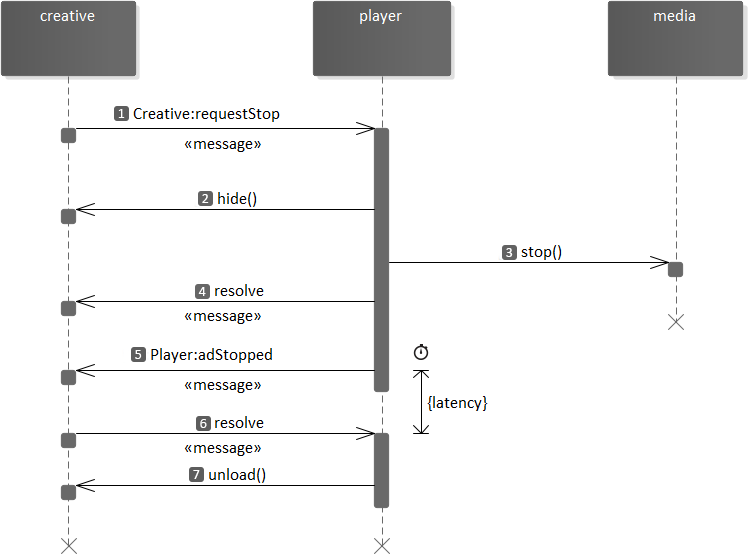 creative
player
media
1 Creative:requestStop
«message»
2 hide()
3 stop()
4 resolve
«message»
5 Player:adStopped
«message»
{latency}
6 resolve
«message»
7 unload()